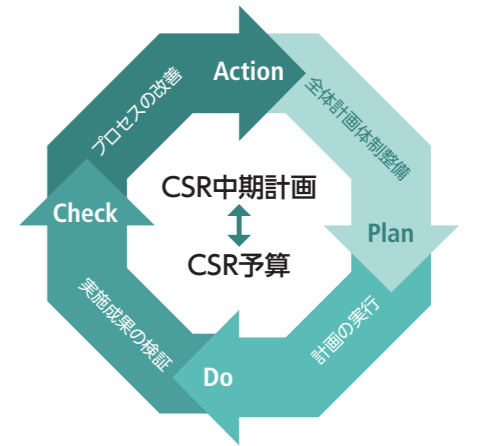 Action
プロセスの改善
全体計画体制整備
CSR中期計画
CSR予算
Check
Plan
実施成果の検証
計画の実行
Do